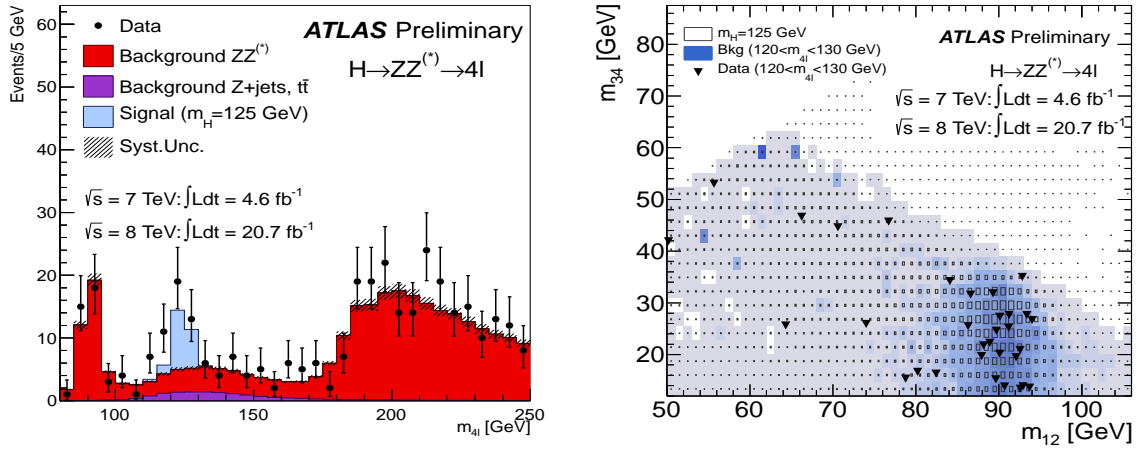 Events/5 GeV
60
50
40
30
20
10
0
100
150
200
250
m4l [GeV]
Data
Background ZZ(*)
Background Z+jets, tt̄
Signal (mH=125 GeV)
Syst.Unc.
ATLAS Preliminary
H→ZZ(*)→4l
√s = 7 TeV:∫Ldt = 4.6 fb-1
√s = 8 TeV:∫Ldt = 20.7 fb-1
m34 [GeV]
80
70
60
50
40
30
20
50
60
70
80
90
100
m12 [GeV]
mH=125 GeV
Bkg (120<m4l<130 GeV)
Data (120<m4l<130 GeV)
ATLAS Preliminary
H→ZZ(*)→4l
√s = 7 TeV:∫Ldt = 4.6 fb-1
√s = 8 TeV:∫Ldt = 20.7 fb-1